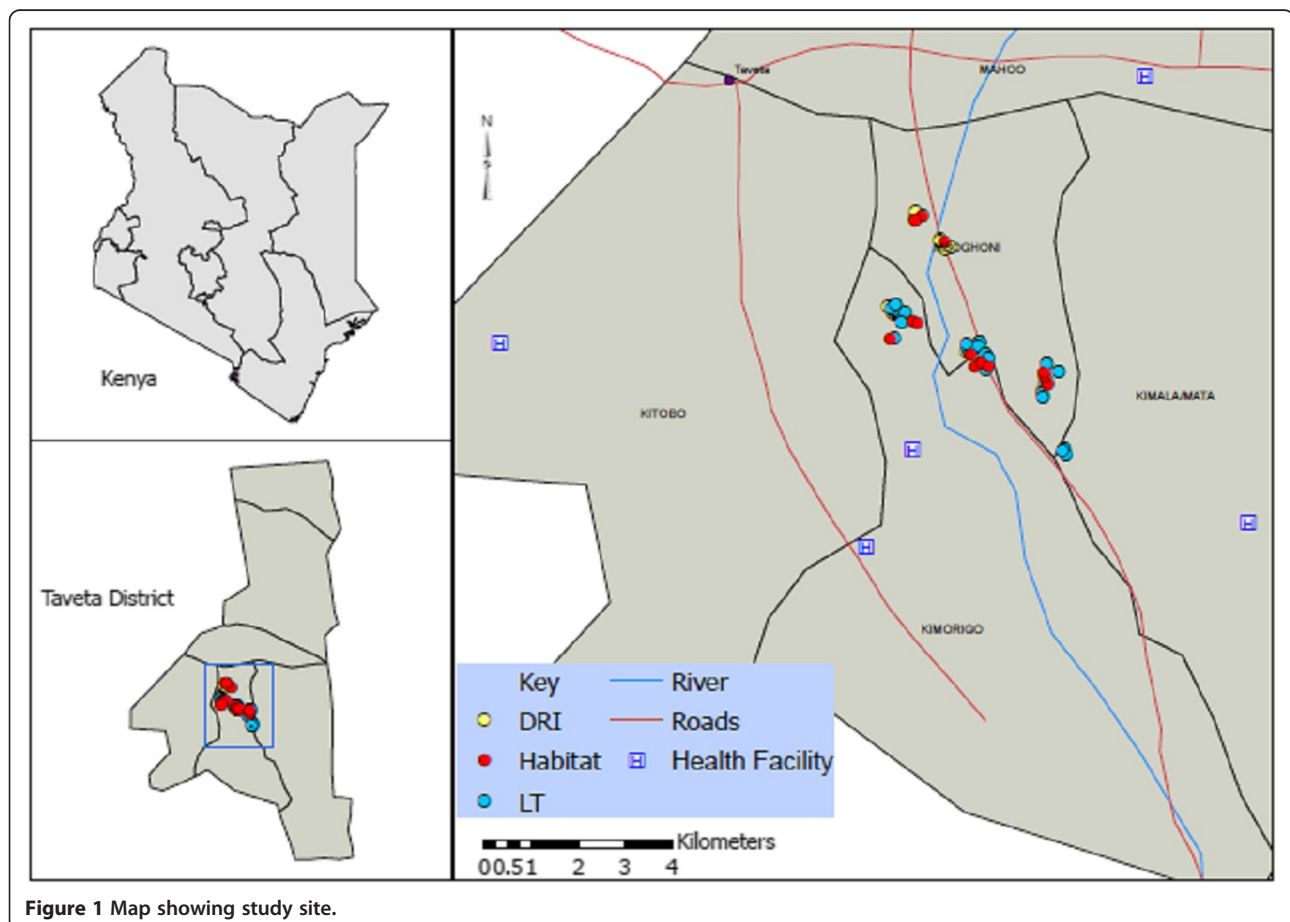 Kenya
Taveta District
N
S
Taveta
MAHOO
KITOBO
KIMALA/MATA
KIMORIGO
H
H
H
H
H
Key
River
DRI
Roads
Habitat
H
Health Facility
LT
Kilometers
00.51 2 3 4
Figure 1 Map showing study site.